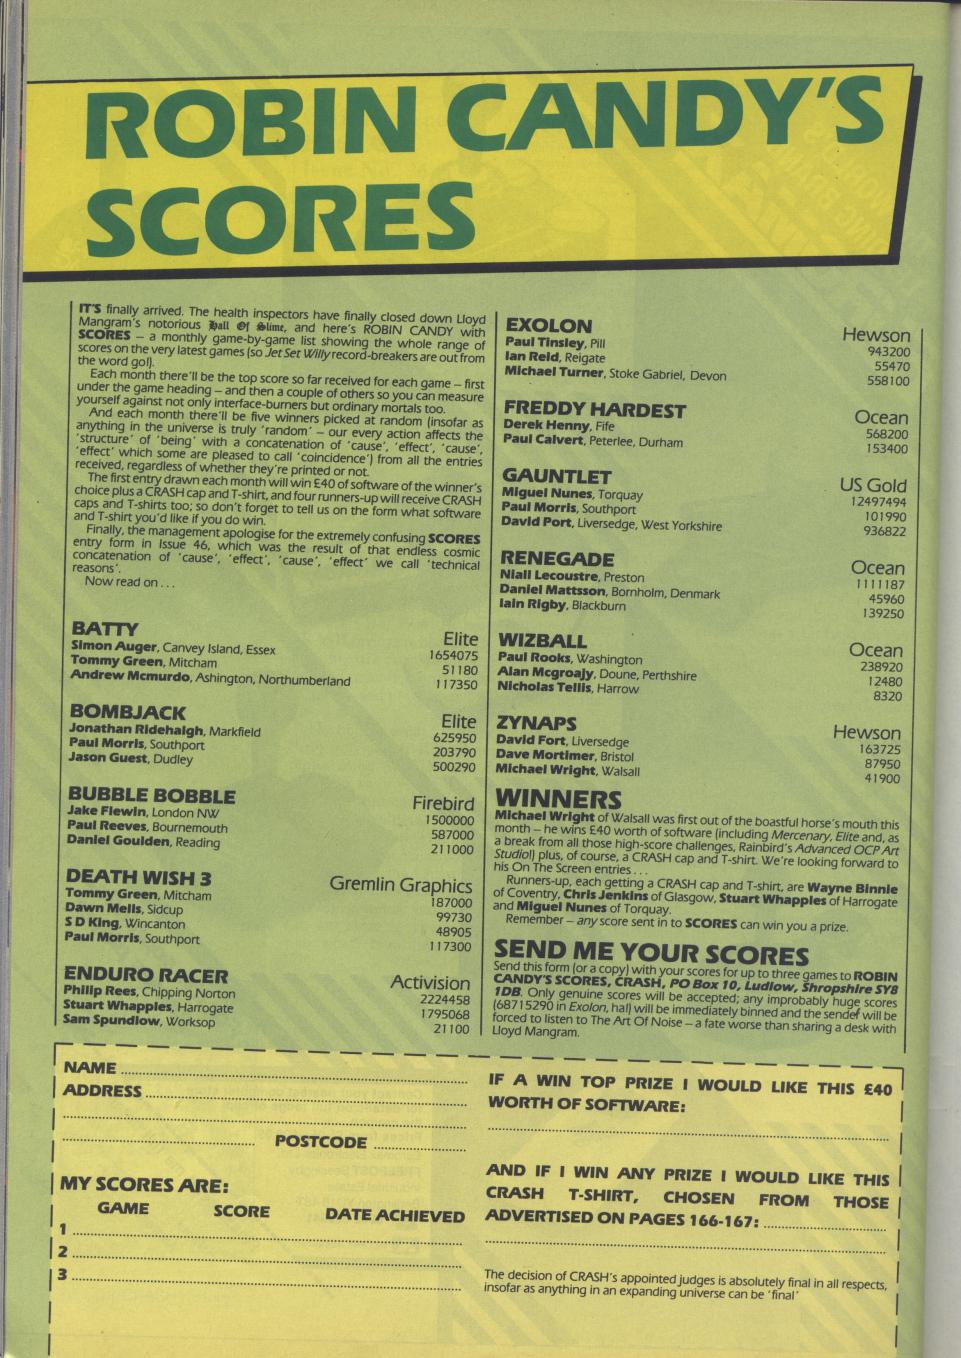 ROBIN CANDY'S
SCORES
IT'S finally arrived. The health inspectors have finally closed down Lloyd
Mangram's notorious Hall Of Slime, and here's ROBIN CANDY with
SCORES – a monthly game-by-game list showing the whole range of
scores on the very latest games (so Jet Set Willy record-breakers are out from
the word go!).
Each month there'll be the top score so far received for each game – first
under the game heading – and then a couple of others so you can measure
yourself against not only interface-burners but ordinary mortals too.
And each month there'll be five winners picked at random (insofar as
anything in the universe is truly 'random' – our every action affects the
'structure' of 'being' with a concatenation of 'cause', 'effect', 'cause',
'effect' which some are pleased to call 'coincidence') from all the entries
received, regardless of whether they're printed or not.
The first entry drawn each month will win £40 of software of the winner's
choice plus a CRASH cap and T-shirt, and four runners-up will receive CRASH
caps and T-shirts too; so don't forget to tell us on the form what software
and T-shirt you'd like if you do win.
Finally, the management apologise for the extremely confusing SCORES
entry form in Issue 46, which was the result of that endless cosmic
concatenation of 'cause', 'effect', 'cause', 'effect' we call 'technical
reasons'.
Now read on . . .
BATTY Elite
Simon Auger, Canvey Island, Essex 1654075
Tommy Green, Mitcham 51180
Andrew Mcmurdo, Ashington, Northumberland 117350
BOMBJACK Elite
Jonathan Ridehalgh, Markfield 625950
Paul Morris, Southport 203790
Jason Guest, Dudley 500290
BUBBLE BOBBLE Firebird
Jake Flewin, London NW 1500000
Paul Reeves, Bournemouth 587000
Daniel Goulden, Reading 211000
DEATH WISH 3 Gremlin Graphics
Tommy Green, Mitcham 187000
Dawn Mells, Sidcup 99730
S D King, Wincanton 48905
Paul Morris, Southport 117300
ENDURO RACER Activision
Philip Rees, Chipping Norton 2224458
Stuart Whapples, Harrogate 1795068
Sam Spundlow, Worksop 21100
EXOLON Hewson
Paul Tinsley, Pill 943200
Ian Reid, Reigate 55470
Michael Turner, Stoke Gabriel, Devon 558100
FREDDY HARDEST Ocean
Derek Henny, Fife 568200
Paul Calvert, Peterlee, Durham 153400
GAUNTLET US Gold
Miguel Nunes, Torquay 12497494
Paul Morris, Southport 101990
David Port, Liversedge, West Yorkshire 936822
RENEGADE Ocean
Niall Lecoustre, Preston 1111187
Daniel Mattsson, Bornholm, Denmark 45960
Iain Rigby, Blackburn 139250
WIZBALL Ocean
Paul Rooks, Washington 238920
Alan Mcgroajy, Doune, Perthshire 12480
Nicholas Tellis, Harrow 8320
ZYNAPS Hewson
David Fort, Liversedge 163725
Dave Mortimer, Bristol 87950
Michael Wright, Walsall 41900
WINNERS
Michael Wright of Walsall was first out of the boastful horse's mouth this
month – he wins £40 worth of software (including Mercenary, Elite and, as
a break from all those high-score challenges, Rainbird's Advanced OCP Art
Studio!) plus, of course, a CRASH cap and T-shirt. We're looking forward to
his On The Screen entries . . .
Runners-up, each getting a CRASH cap and T-shirt, are Wayne Binnie
of Coventry, Chris Jenkins of Glasgow, Stuart Whapples of Harrogate
and Miguel Nunes of Torquay.
Remember – any score sent in to SCORES can win you a prize.
SEND ME YOUR SCORES
Send this form (or a copy) with your scores for up to three games to ROBIN
CANDY'S SCORES, CRASH, PO Box 10, Ludlow, Shropshire SY8
1DB. Only genuine scores will be accepted; any improbably huge scores
(68715290 in Exolon, ha!) will be immediately binned and the sender will be
forced to listen to The Art Of Noise – a fate worse than sharing a desk with
Lloyd Mangram.
NAME
ADDRESS
POSTCODE
MY SCORES ARE:
GAME SCORE DATE ACHIEVED
1
2
3
IF A WIN TOP PRIZE I WOULD LIKE THIS £40
WORTH OF SOFTWARE:
AND IF I WIN ANY PRIZE I WOULD LIKE THIS
CRASH T-SHIRT, CHOSEN FROM THOSE
ADVERTISED ON PAGES 166-167:
The decision of CRASH's appointed judges is absolutely final in all respects,
insofar as anything in an expanding universe can be 'final'